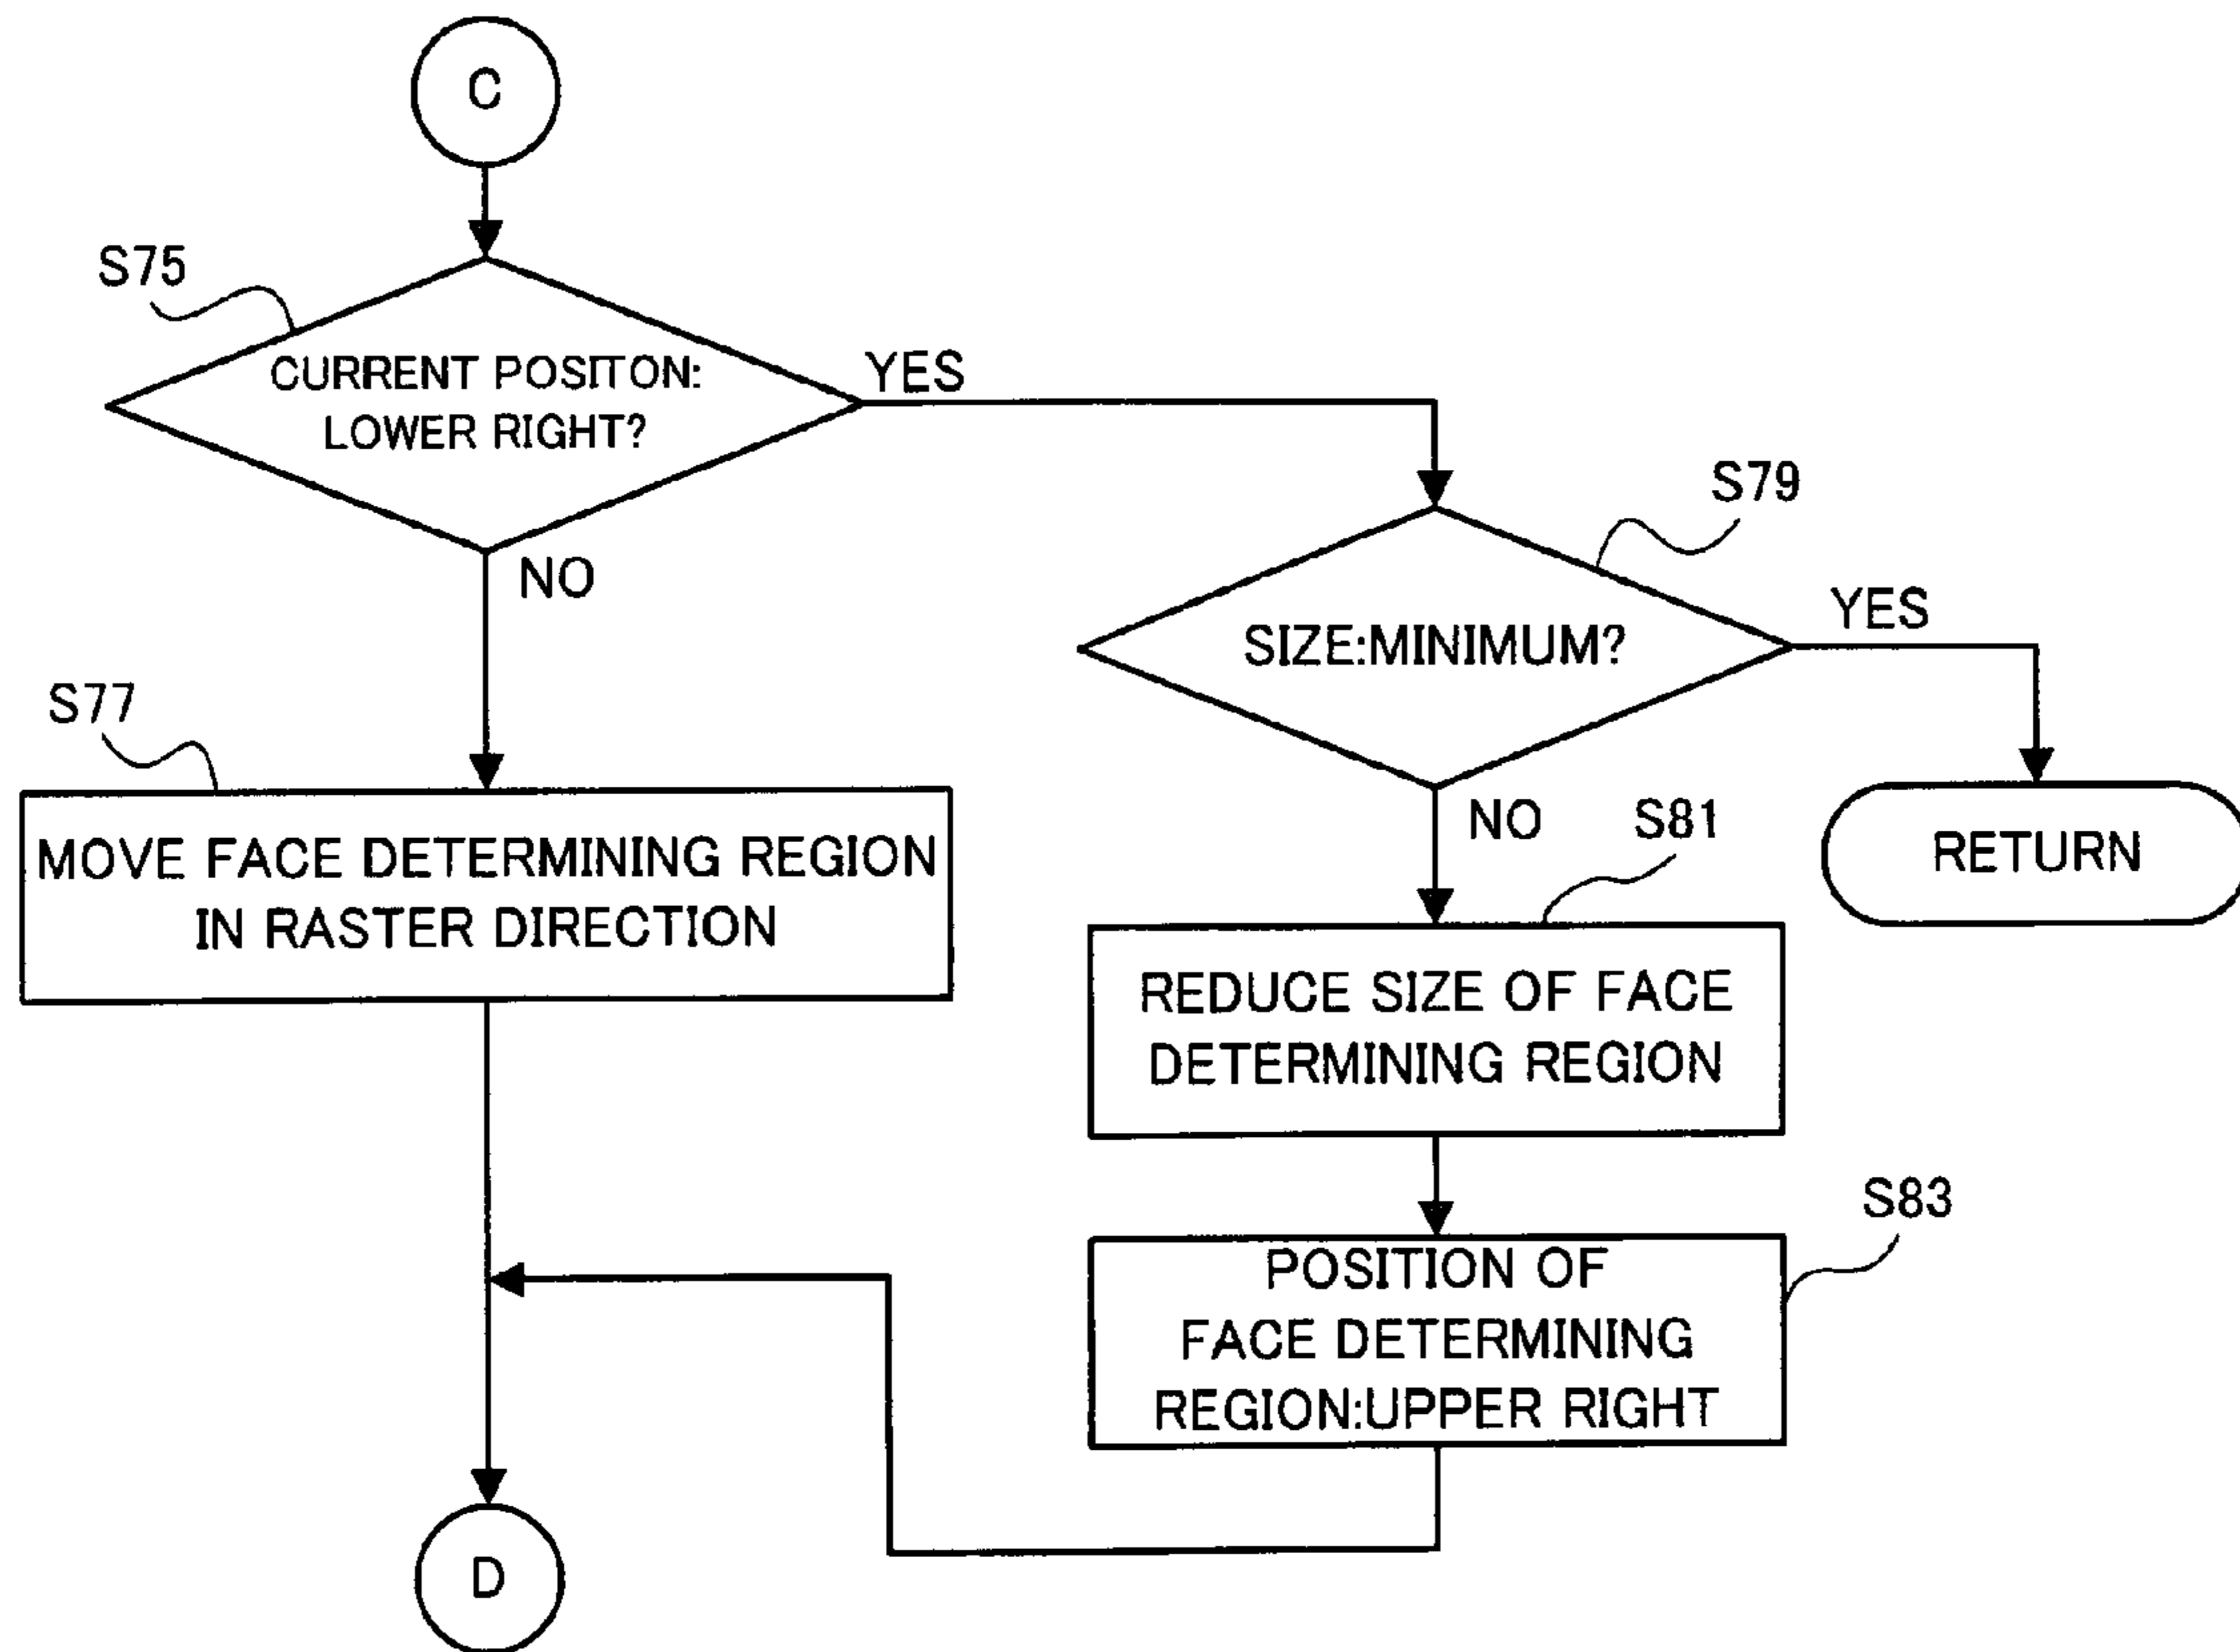 C
S75
CURRENT POSITON:
LOWER RIGHT?
YES
NO
S79
SIZE:MINIMUM?
YES
NO
S77
MOVE FACE DETERMINING REGION
IN RASTER DIRECTION
RETURN
S81
REDUCE SIZE OF FACE
DETERMINING REGION
S83
POSITION OF
FACE DETERMINING
REGION:UPPER RIGHT
D